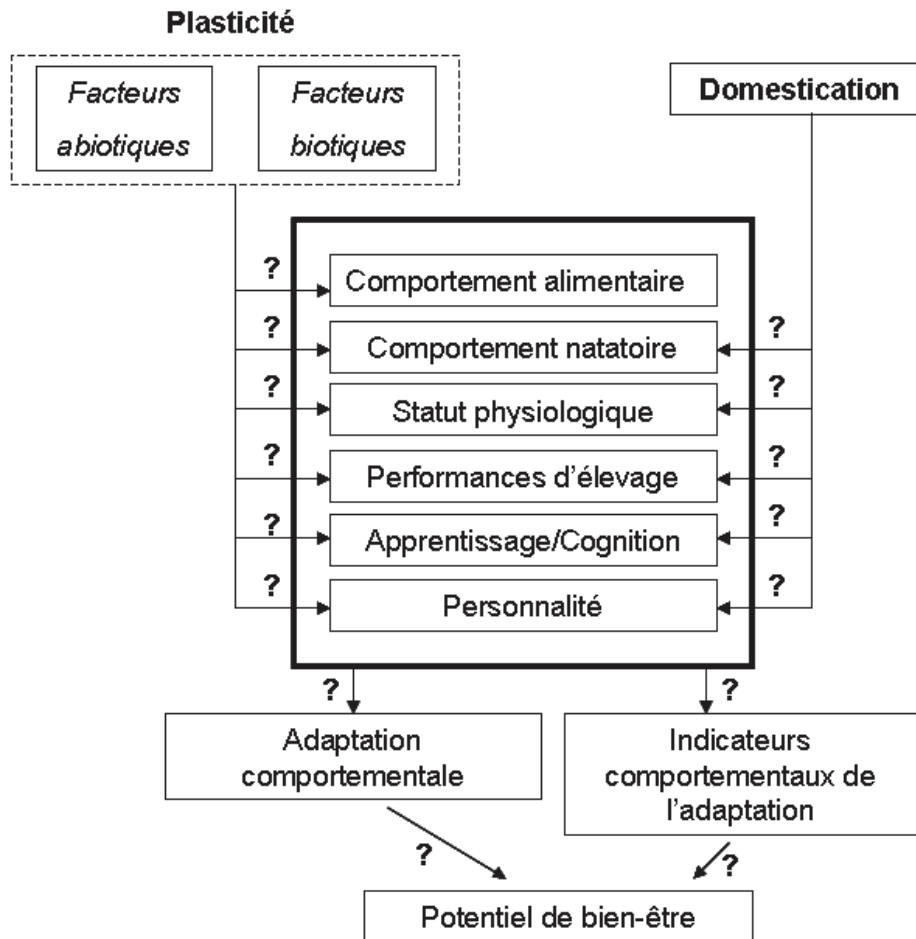 Plasticité
Facteurs
abiotiques
Facteurs
biotiques
Domestication
?
Comportement alimentaire
?
Comportement natatoire
?
?
Statut physiologique
?
?
Performances d'élevage
?
?
Apprentissage/Cognition
?
?
Personnalité
?
?
?
Adaptation
comportementale
Indicateurs
comportementaux de
l'adaptation
?
?
Potentiel de bien-être